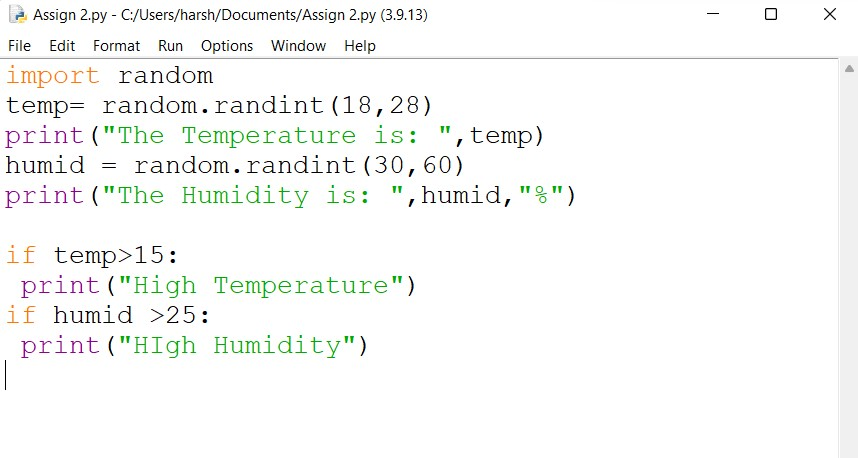 Assign 2.py - C:/Users/harsh/Documents/Assign 2.py (3.9.13)
File Edit Format Run Options Window Help
import random
temp= random.randint(18,28)
print("The Temperature is: ",temp)
humid = random.randint(30,60)
print("The Humidity is: ",humid,"%")

if temp>15:
 print("High Temperature")
if humid >25:
 print("HIgh Humidity")